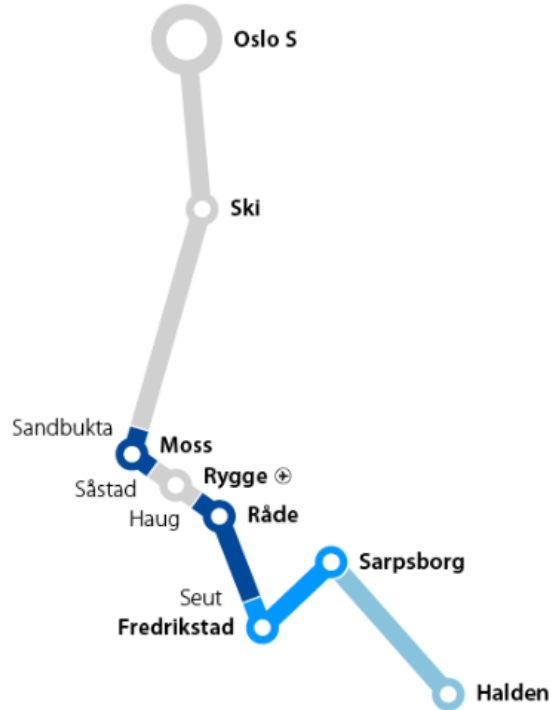 Oslo S
Ski
Sandbukta
Moss
Rygge
Såstad
Haug
Råde
Sarpsborg
Seut
Fredrikstad
Halden